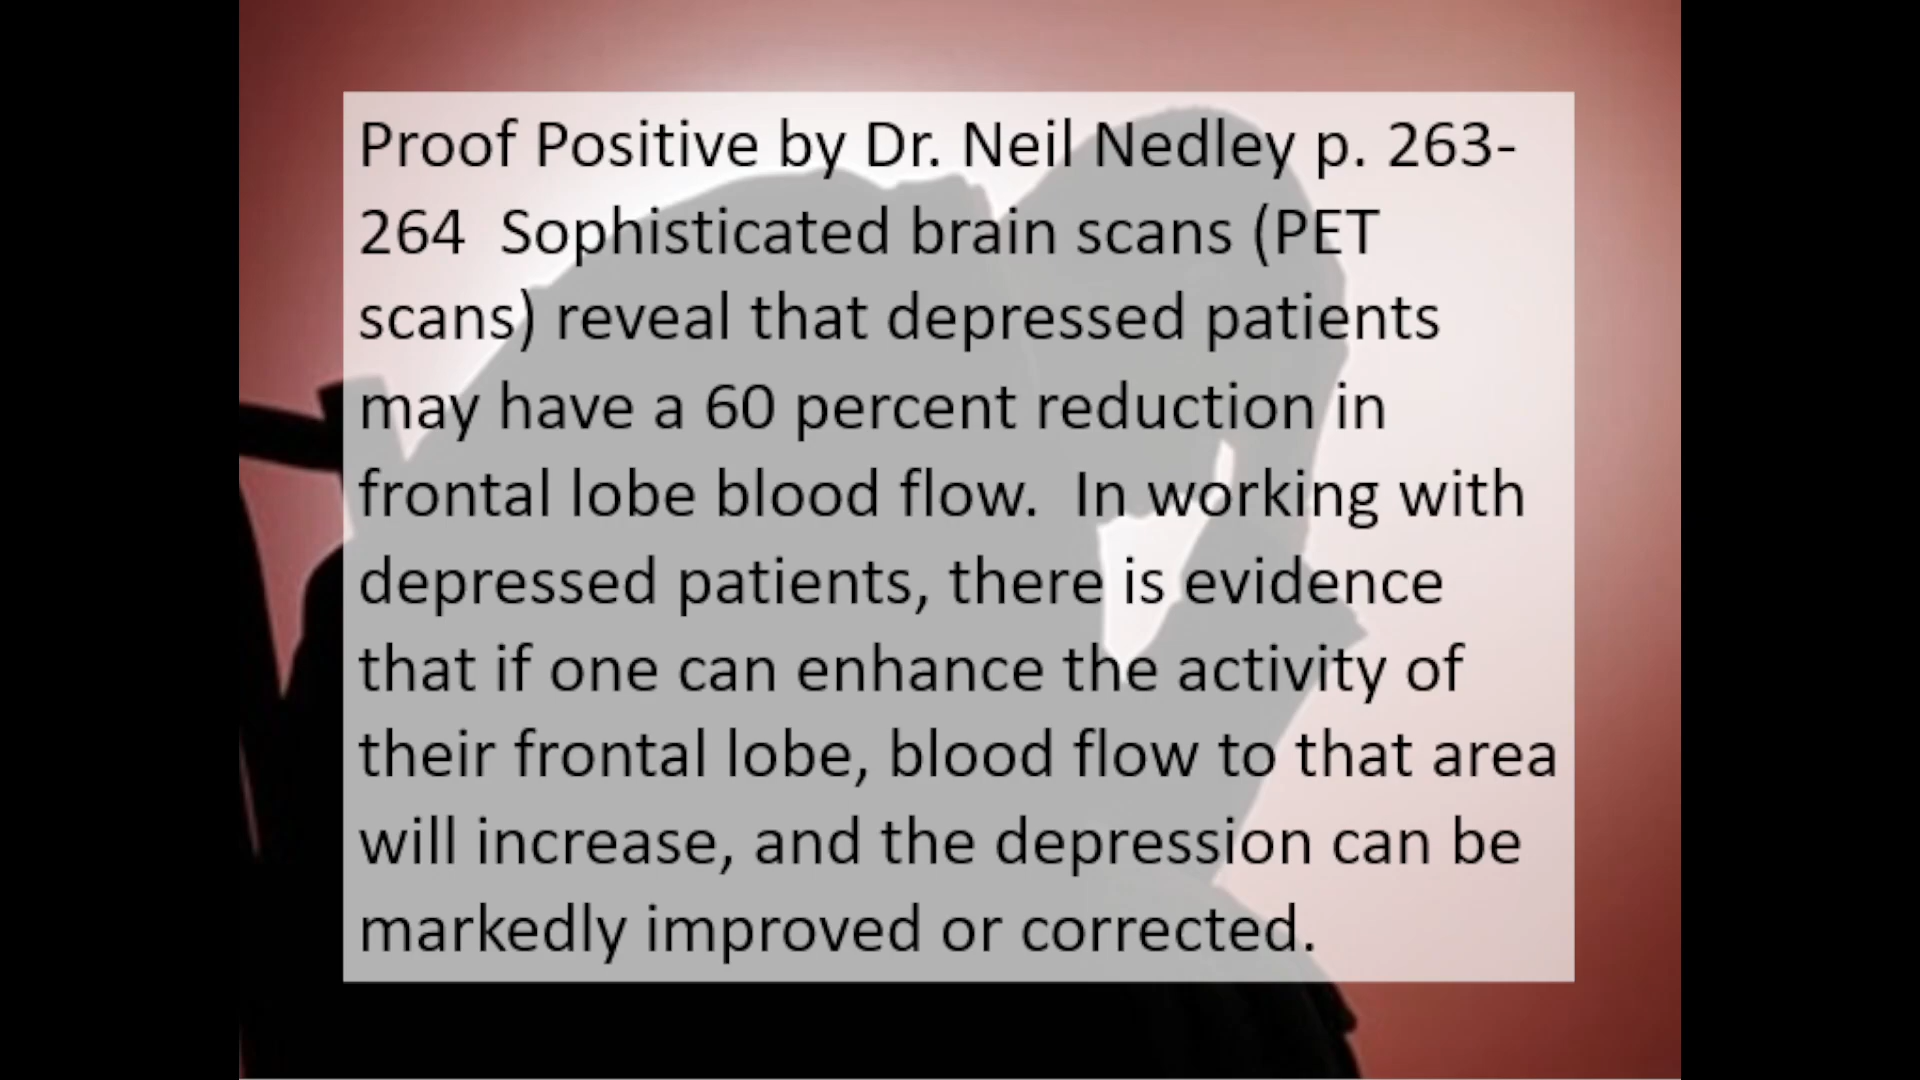 Proof Positive by Dr. Neil Nedley p. 263-
264  Sophisticated brain scans (PET
scans) reveal that depressed patients
may have a 60 percent reduction in
frontal lobe blood flow.  In working with
depressed patients, there is evidence
that if one can enhance the activity of
their frontal lobe, blood flow to that area
will increase, and the depression can be
markedly improved or corrected.